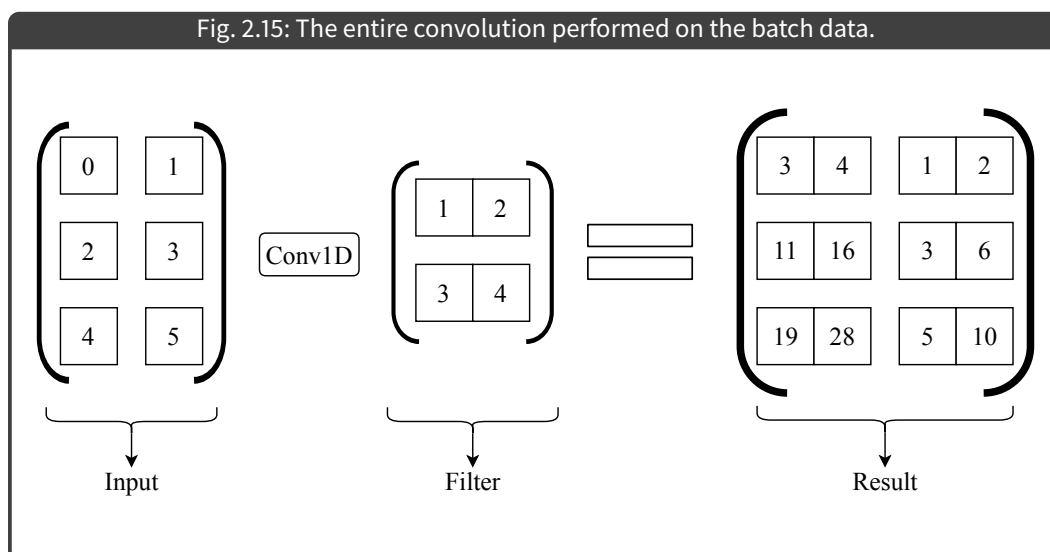 Fig. 2.15: The entire convolution performed on the batch data.
0 1
2 3
4 5
Conv1D
1 2
3 4
3 4 1 2
11 16 3 6
19 28 5 10
Input
Filter
Result